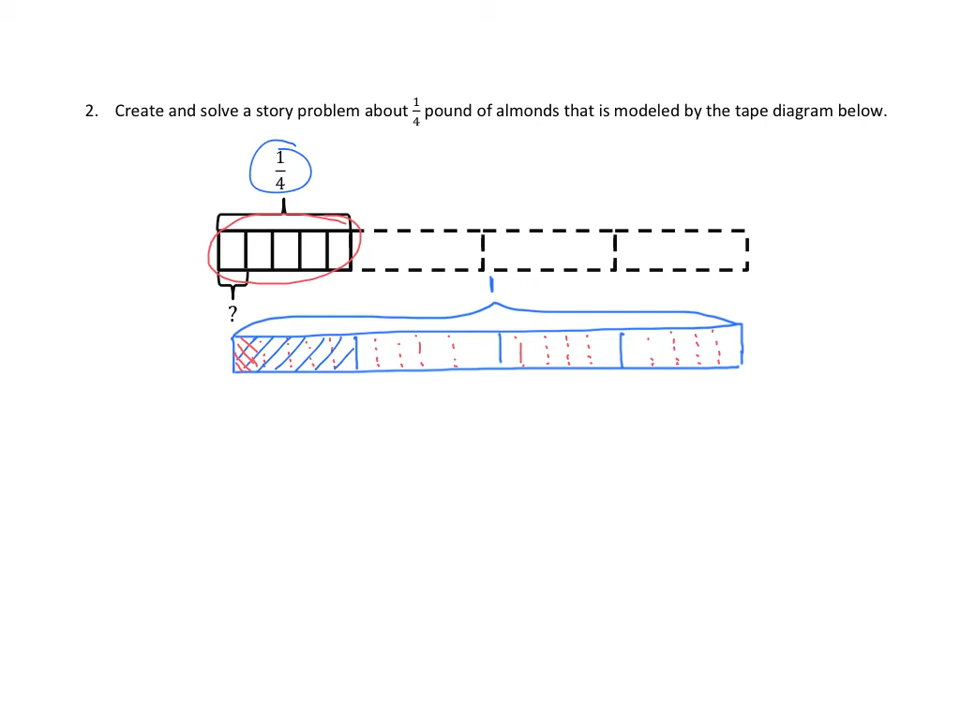 2. Create and solve a story problem about 1/4 pound of almonds that is modeled by the tape diagram below.
1/4
?
1